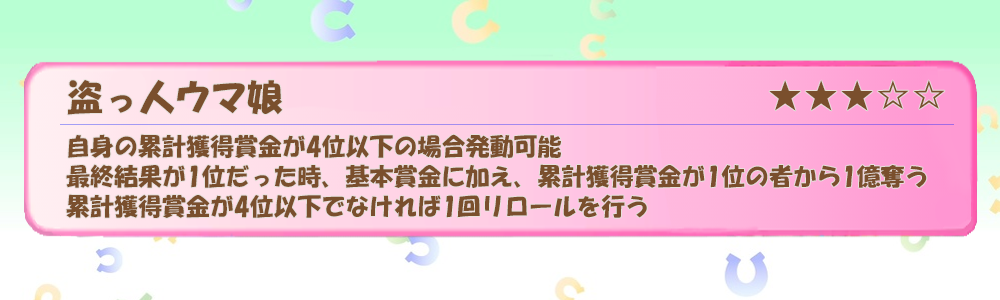 盗っ人ウマ娘 ★★★☆☆
自身の累計獲得賞金が4位以下の場合発動可能
最終結果が1位だった時、基本賞金に加え、累計獲得賞金が1位の者から1億奪う
累計獲得賞金が4位以下でなければ1回リロールを行う